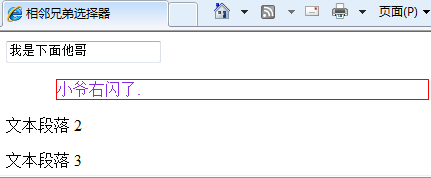 相邻兄弟选择器
页面(P)
我是下面他哥
小爷右闪了.
文本段落 2
文本段落 3